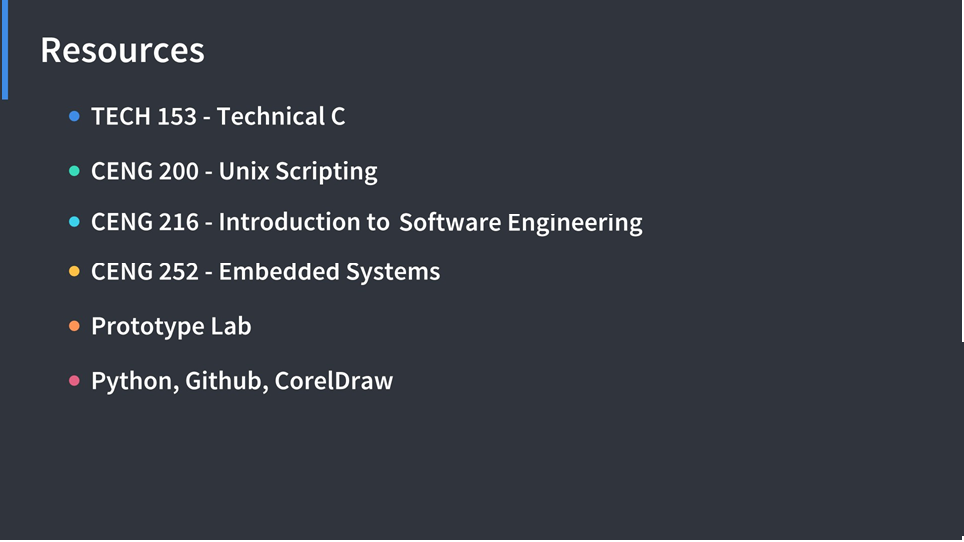 Resources
TECH 153 - Technical C
CENG 200 - Unix Scripting
CENG 216 - Introduction to Software Engineering
CENG 252 - Embedded Systems
Prototype Lab
Python, Github, CorelDraw